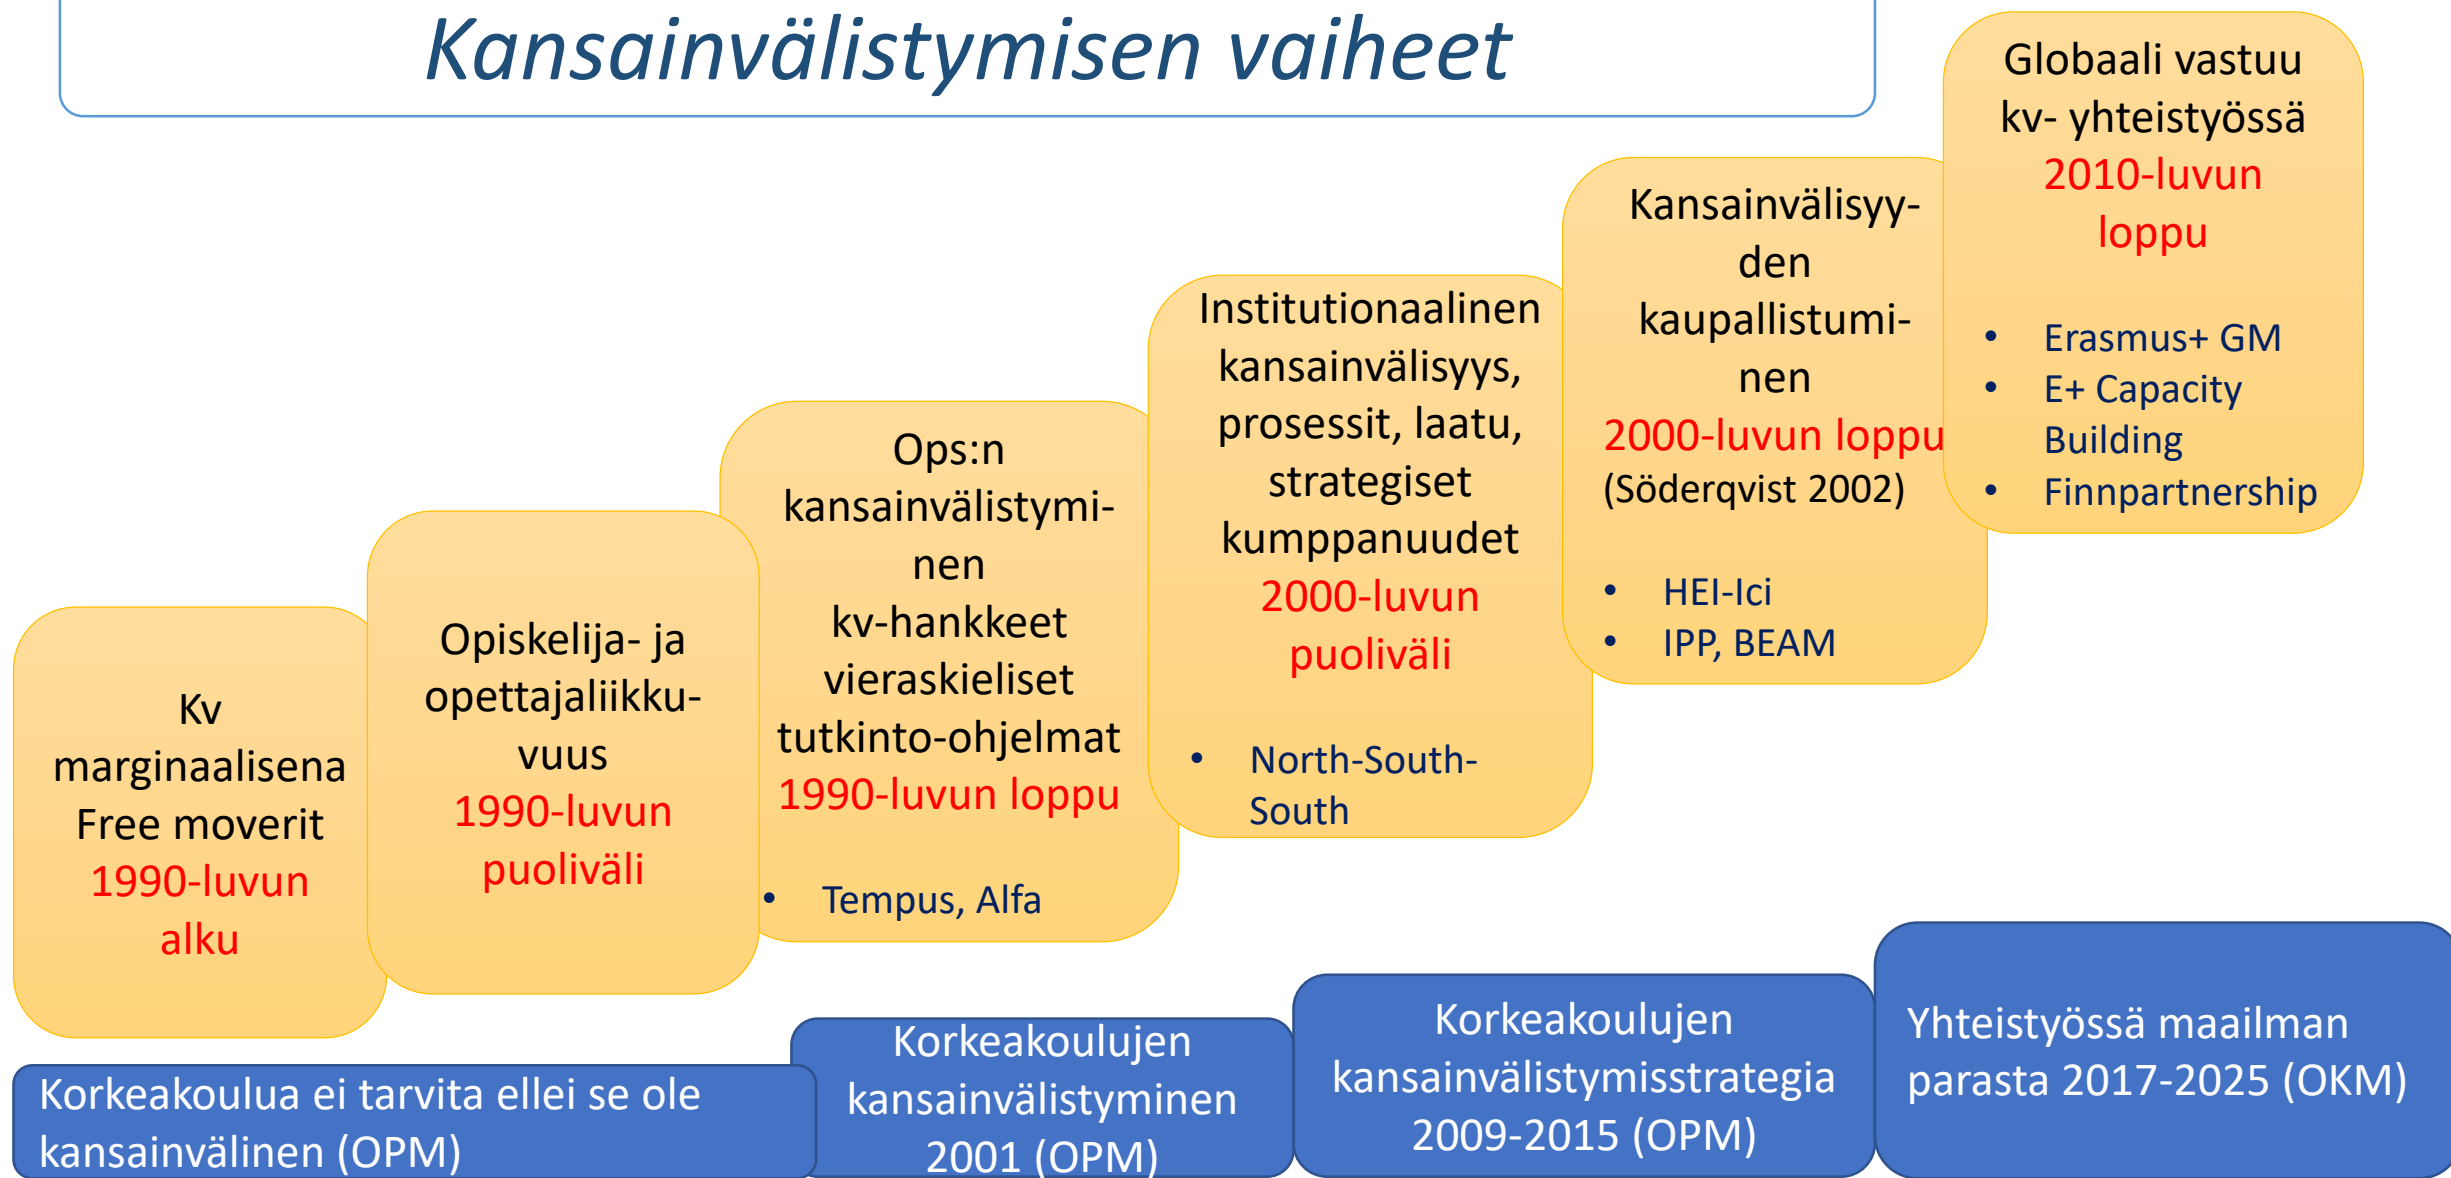 Kansainvälistymisen vaiheet
Kv
marginaalisena
Free moverit
1990-luvun
alku
Opiskelija- ja
opettajaliikku-
vuus
1990-luvun
puoliväli
Ops:n
kansainvälistymi-
nen
kv-hankkeet
vieraskieliset
tutkinto-ohjelmat
1990-luvun loppu
• Tempus, Alfa
Institutionaalinen
kansainvälisyys,
prosessit, laatu,
strategiset
kumppanuudet
2000-luvun
puoliväli
• North-South-
South
Kansainvälisyy-
den
kaupallistumi-
nen
2000-luvun loppu
(Söderqvist 2002)
• HEI-Ici
• IPP, BEAM
Globaali vastuu
kv- yhteistyössä
2010-luvun
loppu
• Erasmus+ GM
• E+ Capacity
Building
• Finnpartnership
Korkeakoulua ei tarvita ellei se ole
kansainvälinen (OPM)
Korkeakoulujen
kansainvälistyminen
2001 (OPM)
Korkeakoulujen
kansainvälistymisstrategia
2009-2015 (OPM)
Yhteistyössä maailman
parasta 2017-2025 (OKM)